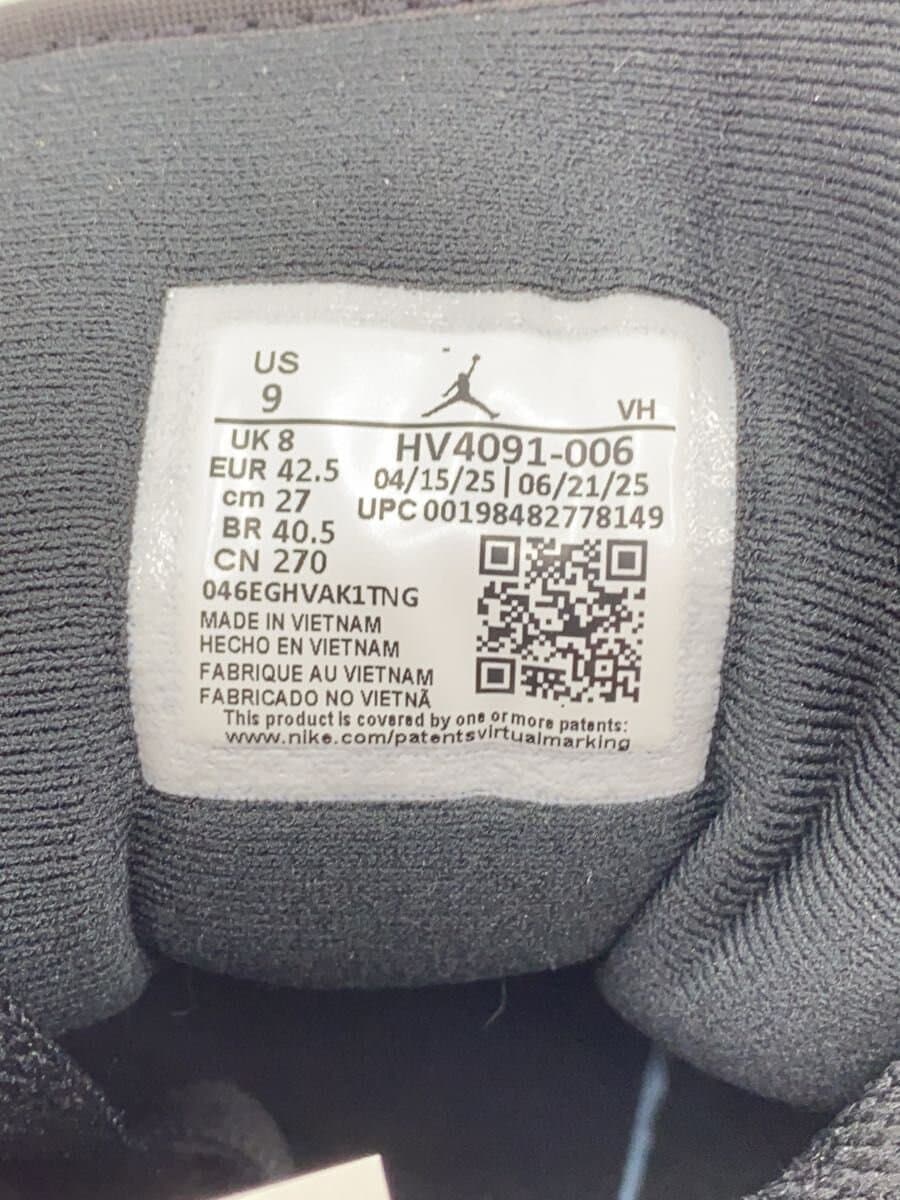 US
9
VH
UK 8
EUR 42.5
cm 27
BR 40.5
CN 270
HV4091-006
04/15/25 | 06/21/25
UPC 00198482778149
046EGHVAK1TNG
MADE IN VIETNAM
HECHO EN VIETNAM
FABRIQUE AU VIETNAM
FABRICADO NO VIETNÃ
This product is covered by one or more patents:
www.nike.com/patentsvirtualmarking